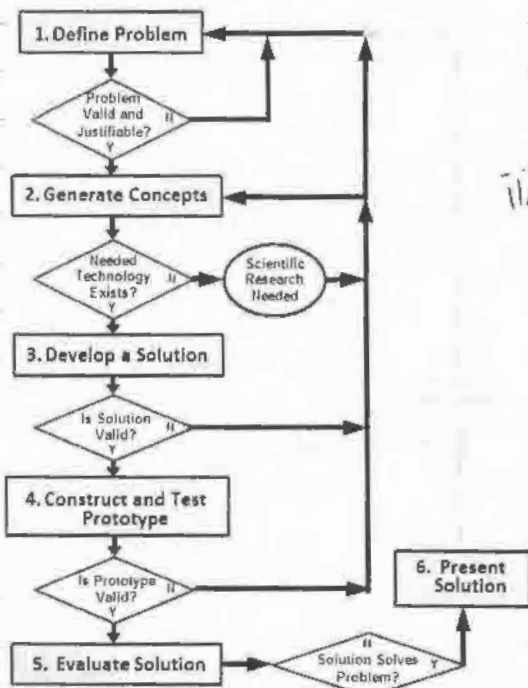 1. Define Problem
Problem
Valid and
Justifiable?
N
Y
2. Generate Concepts
Needed
Technology
Exists?
N
Y
Scientific
Research
Needed
3. Develop a Solution
Is Solution
Valid?
N
Y
4. Construct and Test
Prototype
Is Prototype
Valid?
N
Y
5. Evaluate Solution
N
Solution Solves
Problem?
Y
6. Present
Solution